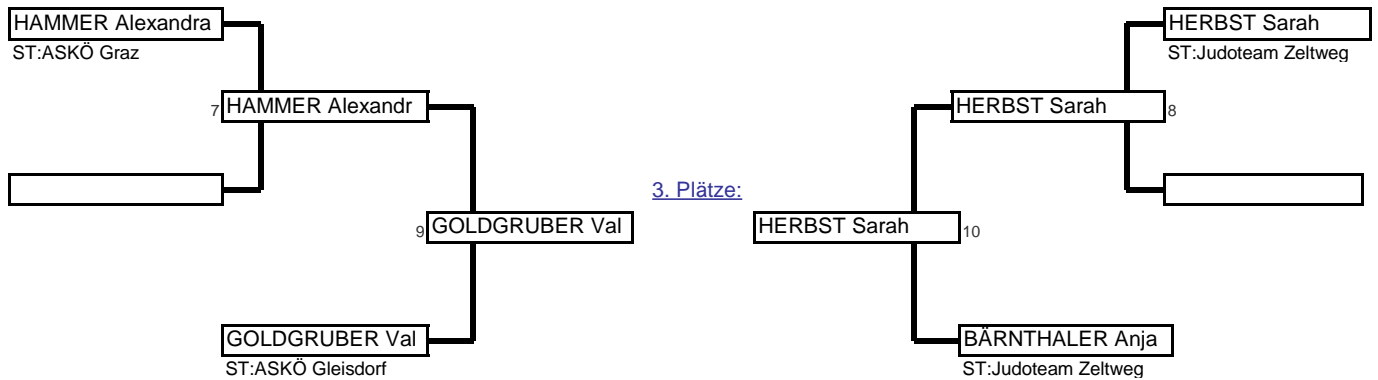 HAMMER Alexandra
ST:ASKÖ Graz
HERBST Sarah
ST:Judoteam Zeltweg
7 HAMMER Alexandr
HERBST Sarah 8
3. Plätze:
9 GOLDGRUBER Val
HERBST Sarah 10
GOLDGRUBER Val
ST:ASKÖ Gleisdorf
BÄRNTHALER Anja
ST:Judoteam Zeltweg